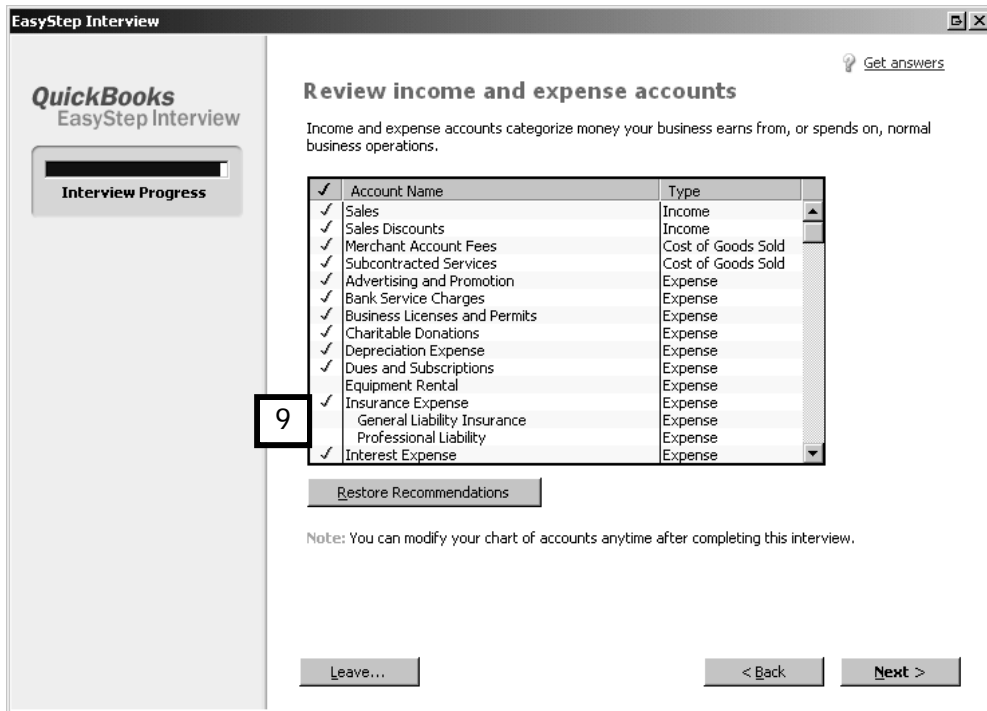 EasyStep Interview
Get answers
QuickBooks
EasyStep Interview
Interview Progress
Review income and expense accounts
Income and expense accounts categorize money your business earns from, or spends on, normal
business operations.
✓ Account Name Type
✓ Sales Income
✓ Sales Discounts Income
✓ Merchant Account Fees Cost of Goods Sold
✓ Subcontracted Services Cost of Goods Sold
✓ Advertising and Promotion Expense
✓ Bank Service Charges Expense
✓ Business Licenses and Permits Expense
✓ Charitable Donations Expense
✓ Depreciation Expense Expense
✓ Dues and Subscriptions Expense
Equipment Rental Expense
✓ Insurance Expense Expense
9
General Liability Insurance Expense
Professional Liability Expense
✓ Interest Expense Expense
Restore Recommendations
Note: You can modify your chart of accounts anytime after completing this interview.
Leave... < Back Next >